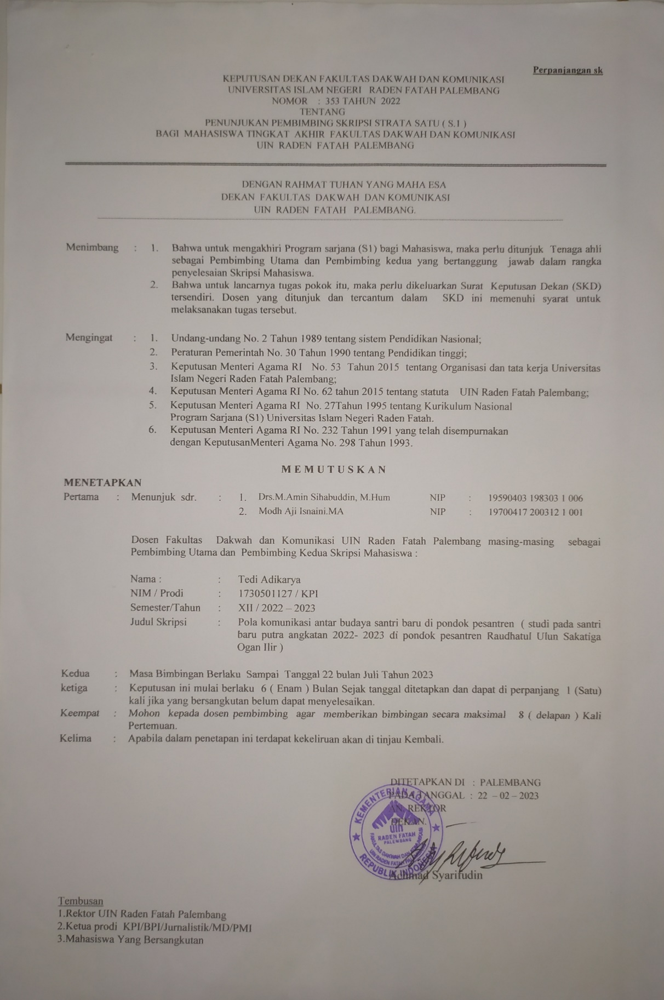 Perpanjangan sk
KEPUTUSAN DEKAN FAKULTAS DAKWAH DAN KOMUNIKASI
UNIVERSITAS ISLAM NEGERI RADEN FATAH PALEMBANG
NOMOR : 353 TAHUN 2022
TENTANG
PENUNJUKAN PEMBIMBING SKRIPSI STRATA SATU ( S.1 )
BAGI MAHASISWA TINGKAT AKHIR FAKULTAS DAKWAH DAN KOMUNIKASI
UIN RADEN FATAH PALEMBANG
DENGAN RAHMAT TUHAN YANG MAHA ESA
DEKAN FAKULTAS DAKWAH DAN KOMUNIKASI
UIN RADEN FATAH PALEMBANG.
Menimbang : 1. Bahwa untuk mengakhiri Program sarjana (S1) bagi Mahasiswa, maka perlu ditunjuk Tenaga ahli
sebagai Pembimbing Utama dan Pembimbing kedua yang bertanggung jawab dalam rangka
penyelesaian Skripsi Mahasiswa.
2. Bahwa untuk lancarnya tugas pokok itu, maka perlu dikeluarkan Surat Keputusan Dekan (SKD)
tersendiri. Dosen yang ditunjuk dan tercantum dalam SKD ini memenuhi syarat untuk
melaksanakan tugas tersebut.
Mengingat : 1. Undang-undang No. 2 Tahun 1989 tentang sistem Pendidikan Nasional;
2. Peraturan Pemerintah No. 30 Tahun 1990 tentang Pendidikan tinggi;
3. Keputusan Menteri Agama RI No. 53 Tahun 2015 tentang Organisasi dan tata kerja Universitas
Islam Negeri Raden Fatah Palembang;
4. Keputusan Menteri Agama RI No. 62 tahun 2015 tentang statuta UIN Raden Fatah Palembang;
5. Keputusan Menteri Agama RI No. 27Tahun 1995 tentang Kurikulum Nasional
Program Sarjana (S1) Universitas Islam Negeri Raden Fatah.
6. Keputusan Menteri Agama RI No. 232 Tahun 1991 yang telah disempurnakan
dengan KeputusanMenteri Agama No. 298 Tahun 1993.
M E M U T U S K A N
MENETAPKAN
Pertama : Menunjuk sdr. : 1. Drs.M.Amin Sihabuddin, M.Hum NIP : 19590403 198303 1 006
2. Modh Aji Isnaini.MA NIP : 19700417 200312 1 001
Dosen Fakultas Dakwah dan Komunikasi UIN Raden Fatah Palembang masing-masing sebagai
Pembimbing Utama dan Pembimbing Kedua Skripsi Mahasiswa :
Nama : : Tedi Adikarya
NIM / Prodi : 1730501127 / KPI
Semester/Tahun : XII / 2022 – 2023
Judul Skripsi : Pola komunikasi antar budaya santri baru di pondok pesantren ( studi pada santri
baru putra angkatan 2022- 2023 di pondok pesantren Raudhatul Ulun Sakatiga
Ogan Ilir )
Kedua : Masa Bimbingan Berlaku Sampai Tanggal 22 bulan Juli Tahun 2023
ketiga : Keputusan ini mulai berlaku 6 ( Enam ) Bulan Sejak tanggal ditetapkan dan dapat di perpanjang 1 (Satu)
kali jika yang bersangkutan belum dapat menyelesaikan.
Keempat : Mohon kepada dosen pembimbing agar memberikan bimbingan secara maksimal 8 ( delapan ) Kali
Pertemuan.
Kelima : Apabila dalam penetapan ini terdapat kekeliruan akan di tinjau Kembali.
DITETAPKAN DI : PALEMBANG
PADA TANGGAL : 22 – 02 – 2023
AN. REKTOR
DEKAN.
KEMENTERIAN AGAMA
uin
RADEN FATAH
PALEMBANG
FAKULTAS DAKWAH DAN KOMUNIKASI
UIN RADEN FATAH PALEMBANG
REPUBLIK INDONESIA
Achmad Syarifudin
Tembusan
1.Rektor UIN Raden Fatah Palembang
2.Ketua prodi KPI/BPI/Jurnalistik/MD/PMI
3.Mahasiswa Yang Bersangkutan